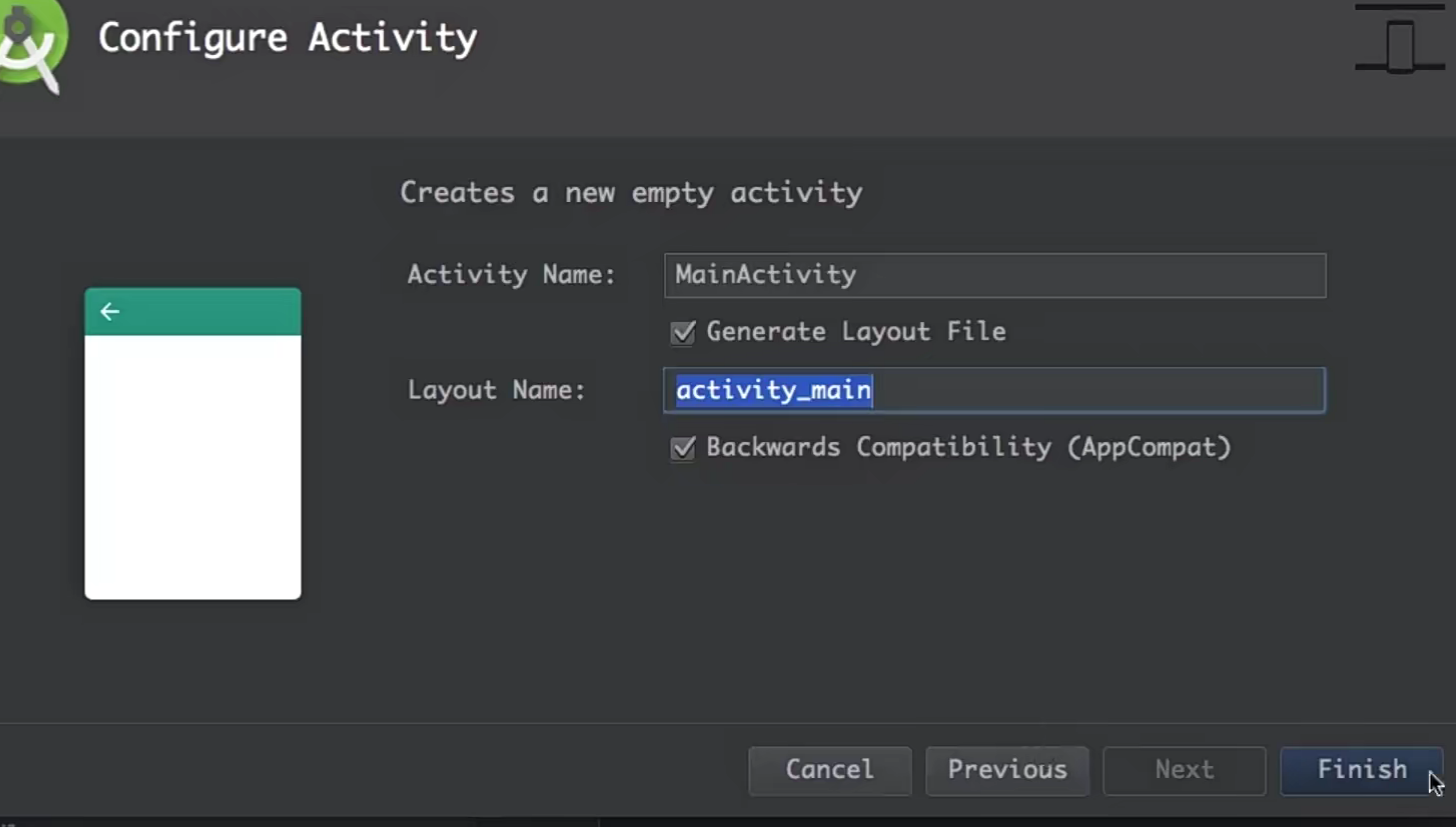 Configure Activity
Creates a new empty activity
Activity Name: MainActivity
Generate Layout File
Layout Name: activity_main
Backwards Compatibility (AppCompat)
Cancel Previous Next Finish